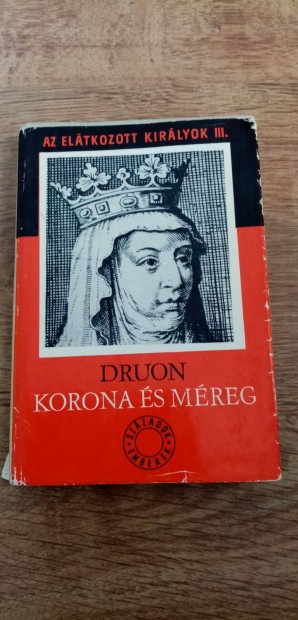 AZ ELÁTKOZOTT KIRÁLYOK III.
DRUON
KORONA ÉS MÉREG
SZÁZADOK
EMBEREK